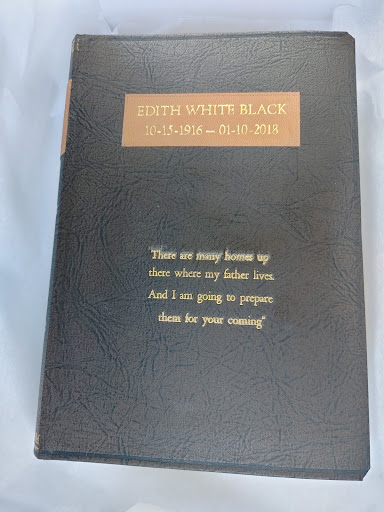 EDITH WHITE BLACK
10-15-1916 — 01-10-2018
"There are many homes up
there where my father lives.
And I am going to prepare
them for your coming"